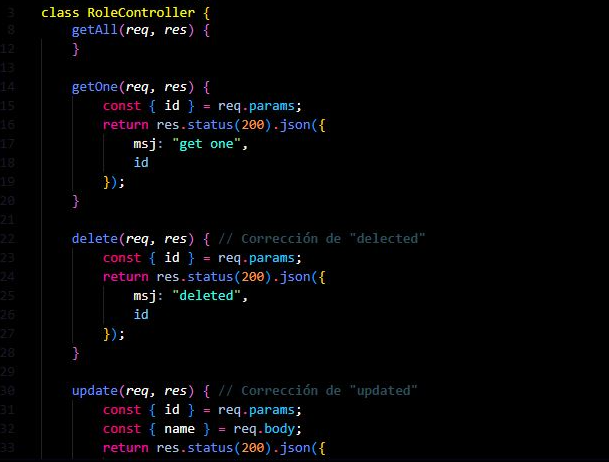 3 class RoleController {
8 getAll(req, res) {
12 }
13
14 getOne(req, res) {
15 const { id } = req.params;
16 return res.status(200).json({
17 msj: "get one",
18 id
19 });
20 }
21
22 delete(req, res) { // Corrección de "delected"
23 const { id } = req.params;
24 return res.status(200).json({
25 msj: "deleted",
26 id
27 });
28 }
29
30 update(req, res) { // Corrección de "updated"
31 const { id } = req.params;
32 const { name } = req.body;
33 return res.status(200).json({